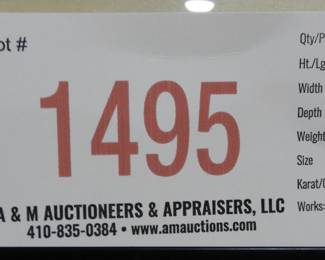 ot #
1495
A & M AUCTIONEERS & APPRAISERS, LLC
410-835-0384 • www.amauctions.com
Qty/P
Ht./Lg
Width
Depth
Weight
Size
Karat/
Works: